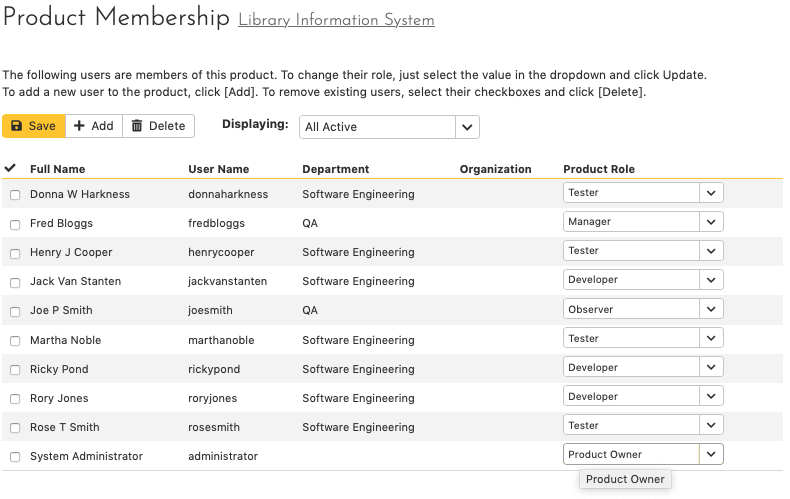 Product Membership Library Information System
The following users are members of this product. To change their role, just select the value in the dropdown and click Update.
To add a new user to the product, click [Add]. To remove existing users, select their checkboxes and click [Delete].
Save Add Delete Displaying: All Active
Full Name User Name Department Organization Product Role
Donna W Harkness donnaharkness Software Engineering Tester
Fred Bloggs fredbloggs QA Manager
Henry J Cooper henrycooper Software Engineering Tester
Jack Van Stanten jackvanstanten Software Engineering Developer
Joe P Smith joesmith QA Observer
Martha Noble marthanoble Software Engineering Tester
Ricky Pond rickypond Software Engineering Developer
Rory Jones roryjones Software Engineering Developer
Rose T Smith rosesmith Software Engineering Tester
System Administrator administrator Product Owner
Product Owner